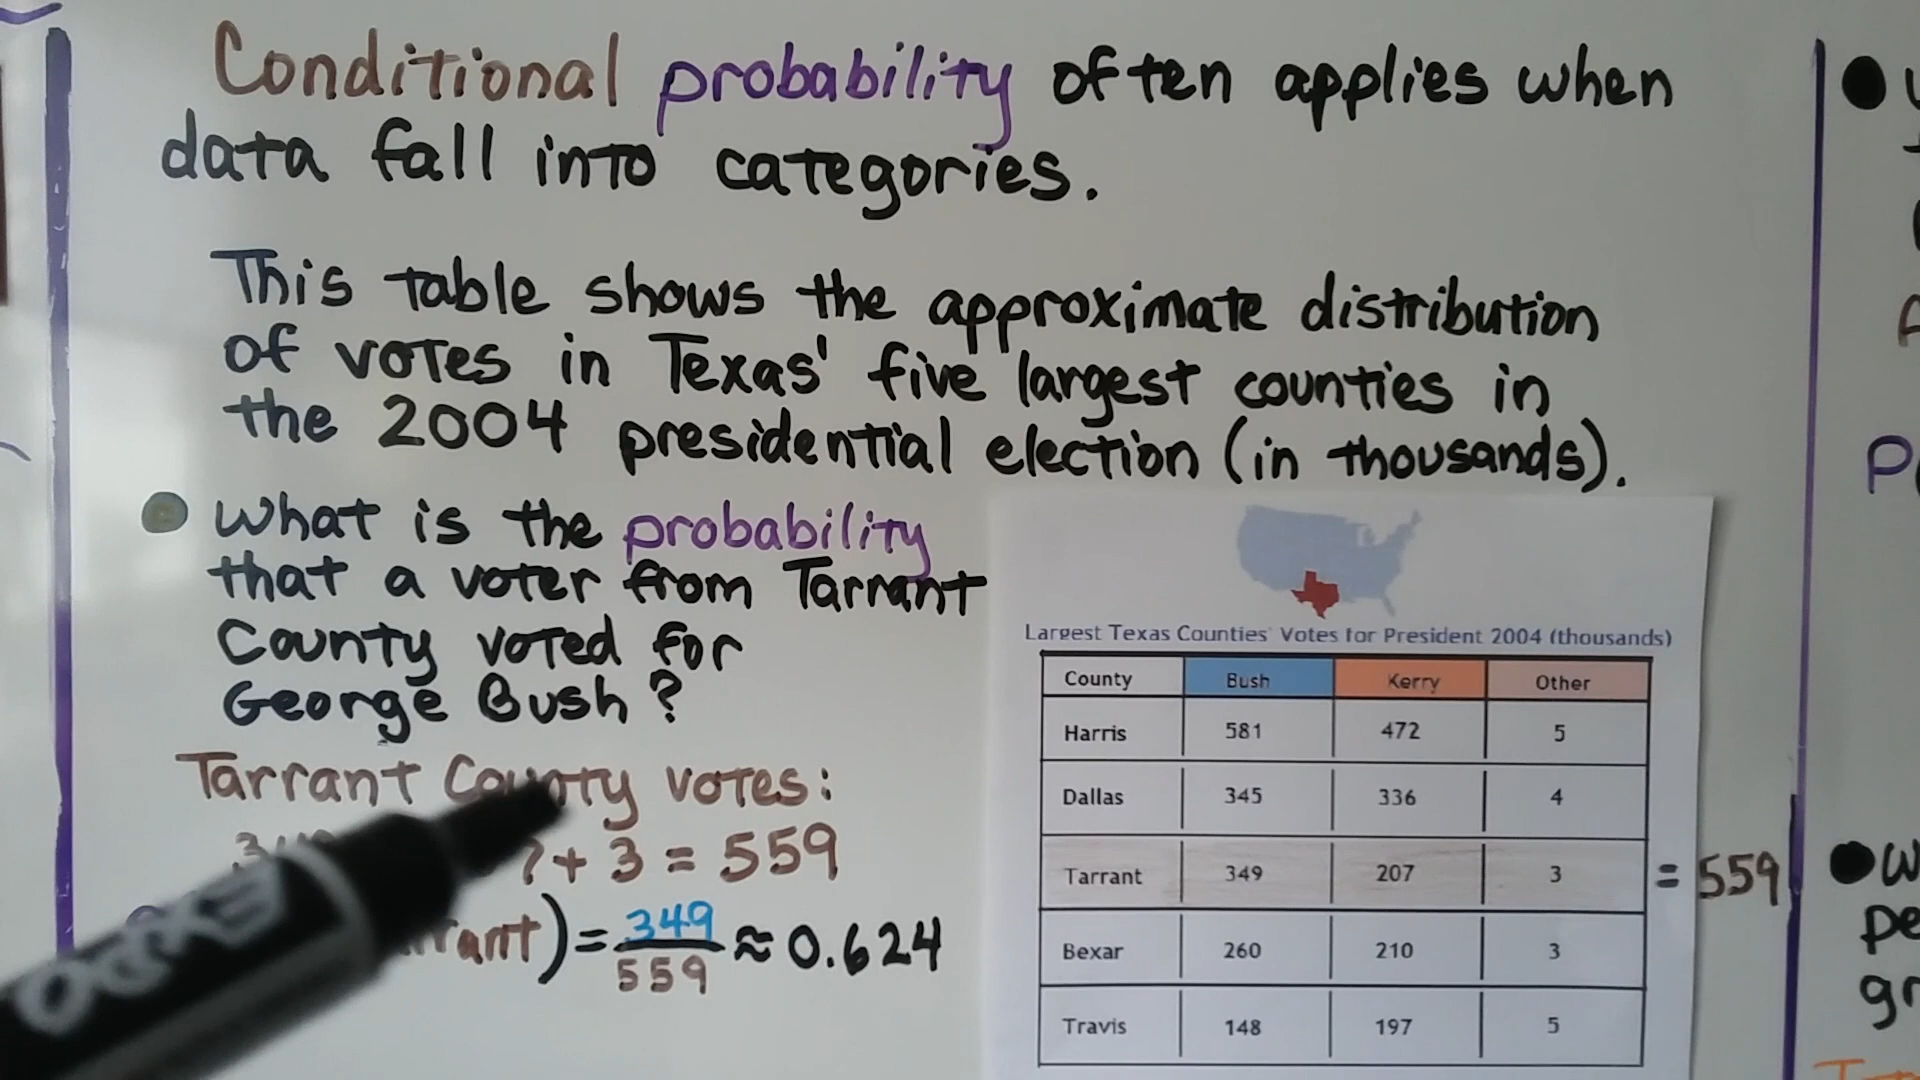 Conditional probability often applies when
data fall into categories.
This table shows the approximate distribution
of votes in Texas' five largest counties in
the 2004 presidential election (in thousands).
What is the probability
that a voter from Tarrant
County voted for
George Bush?
Tarrant County votes:
+ 3 = 559
) = 349/559 ≈ 0.624
Largest Texas Counties' Votes for President 2004 (thousands)
County Bush Kerry Other
Harris 581 472 5
Dallas 345 336 4
Tarrant 349 207 3 = 559
Bexar 260 210 3
Travis 148 197 5
EXPO